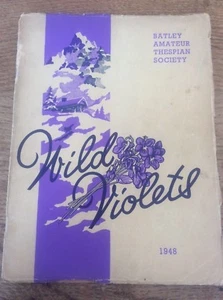 BATLEY
AMATEUR
THESPIAN
SOCIETY
Wild
Violets
1948